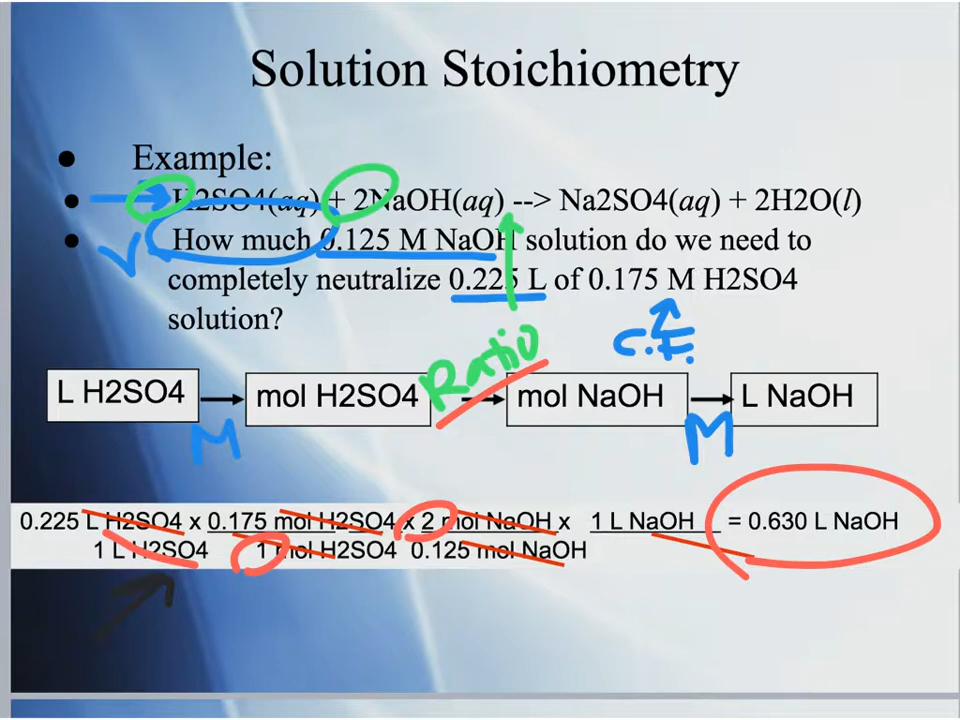 Solution Stoichiometry
● Example:
● H2SO4(aq) + 2NaOH(aq) --> Na2SO4(aq) + 2H2O(l)
● How much 0.125 M NaOH solution do we need to
completely neutralize 0.225 L of 0.175 M H2SO4
solution?
C.F.
Ratio
L H2SO4 mol H2SO4 mol NaOH L NaOH
M M
0.225 L H2SO4 x 0.175 mol H2SO4 x 2 mol NaOH x 1 L NaOH = 0.630 L NaOH
1 L H2SO4 1 mol H2SO4 0.125 mol NaOH